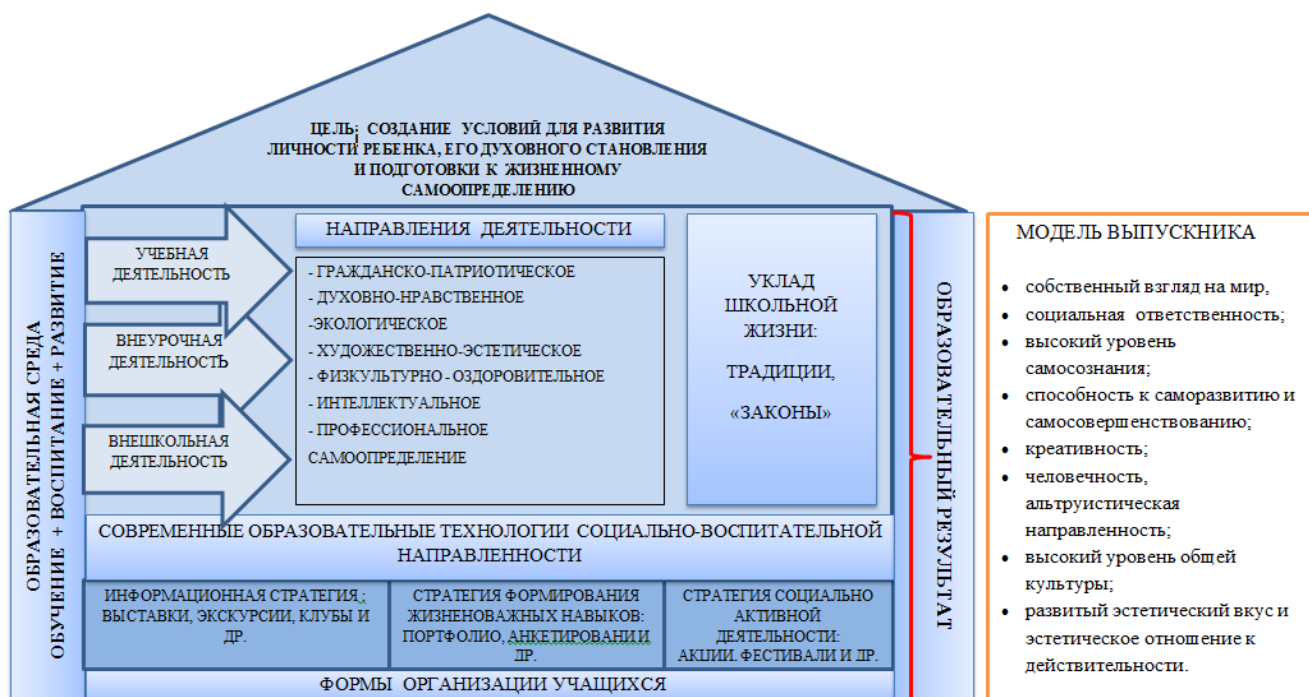 ЦЕЛЬ: СОЗДАНИЕ УСЛОВИЙ ДЛЯ РАЗВИТИЯ
ЛИЧНОСТИ РЕБЕНКА, ЕГО ДУХОВНОГО СТАНОВЛЕНИЯ
И ПОДГОТОВКИ К ЖИЗНЕННОМУ
САМООПРЕДЕЛЕНИЮ
ОБРАЗОВАТЕЛЬНАЯ СРЕДА
ОБУЧЕНИЕ + ВОСПИТАНИЕ + РАЗВИТИЕ
УЧЕБНАЯ
ДЕЯТЕЛЬНОСТЬ
ВНЕУРОЧНАЯ
ДЕЯТЕЛЬНОСТЬ
ВНЕШКОЛЬНАЯ
ДЕЯТЕЛЬНОСТЬ
НАПРАВЛЕНИЯ ДЕЯТЕЛЬНОСТИ
- ГРАЖДАНСКО-ПАТРИОТИЧЕСКОЕ
- ДУХОВНО-НРАВСТВЕННОЕ
-ЭКОЛОГИЧЕСКОЕ
- ХУДОЖЕСТВЕННО-ЭСТЕТИЧЕСКОЕ
- ФИЗКУЛЬТУРНО - ОЗДОРОВИТЕЛЬНОЕ
- ИНТЕЛЛЕКТУАЛЬНОЕ
- ПРОФЕССИОНАЛЬНОЕ
САМООПРЕДЕЛЕНИЕ
УКЛАД
ШКОЛЬНОЙ
ЖИЗНИ:
ТРАДИЦИИ,
«ЗАКОНЫ»
СОВРЕМЕННЫЕ ОБРАЗОВАТЕЛЬНЫЕ ТЕХНОЛОГИИ СОЦИАЛЬНО-ВОСПИТАТЕЛЬНОЙ
НАПРАВЛЕННОСТИ
ИНФОРМАЦИОННАЯ СТРАТЕГИЯ ;
ВЫСТАВКИ, ЭКСКУРСИИ, КЛУБЫ И
ДР.
СТРАТЕГИЯ ФОРМИРОВАНИЯ
ЖИЗНЕНОВАЖНЫХ НАВЫКОВ:
ПОРТФОЛИО, АНКЕТИРОВАНИ И
ДР.
СТРАТЕГИЯ СОЦИАЛЬНО
АКТИВНОЙ
ДЕЯТЕЛЬНОСТИ:
АКЦИИ. ФЕСТИВАЛИ И ДР.
ФОРМЫ ОРГАНИЗАЦИИ УЧАЩИХСЯ
ОБРАЗОВАТЕЛЬНЫЙ РЕЗУЛЬТАТ
МОДЕЛЬ ВЫПУСКНИКА
• собственный взгляд на мир,
• социальная ответственность;
• высокий уровень
самосознания;
• способность к саморазвитию и
самосовершенствованию;
• креативность;
• человечность,
альтруистическая
направленность;
• высокий уровень общей
культуры;
• развитый эстетический вкус и
эстетическое отношение к
действительности.